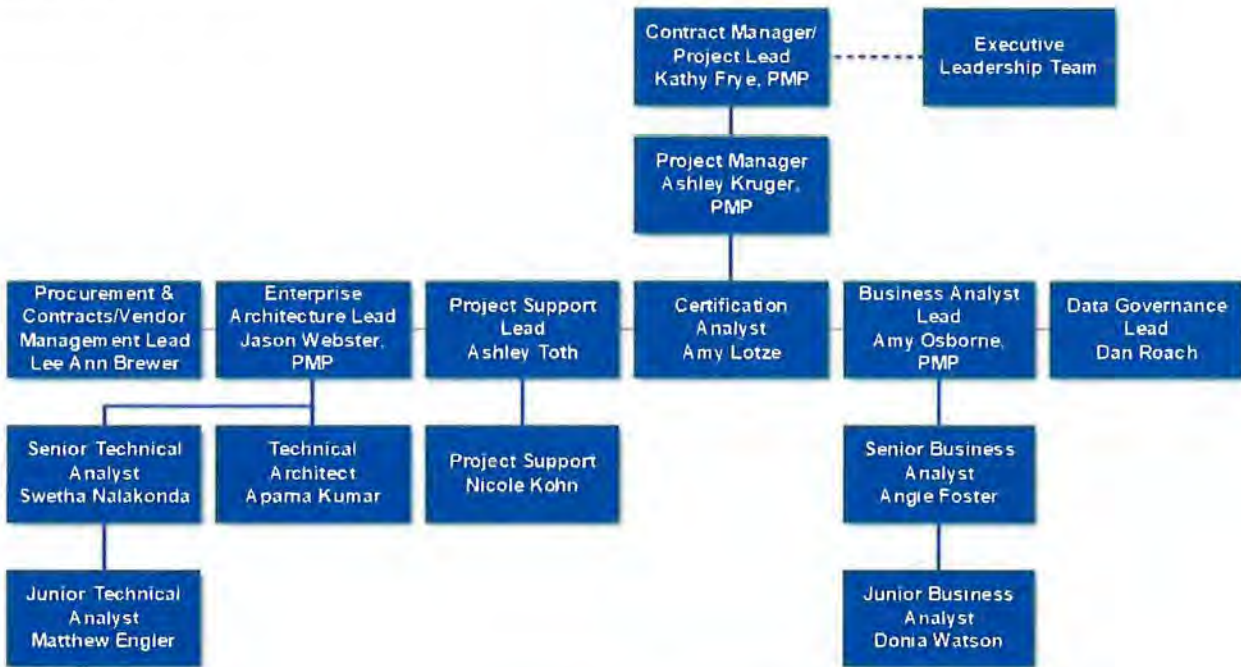 Contract Manager/
Project Lead
Kathy Frye, PMP
Executive
Leadership Team
Project Manager
Ashley Kruger,
PMP
Procurement &
Contracts/Vendor
Management Lead
Lee Ann Brewer
Enterprise
Architecture Lead
Jason Webster,
PMP
Project Support
Lead
Ashley Toth
Certification
Analyst
Amy Lotze
Business Analyst
Lead
Amy Osborne,
PMP
Data Governance
Lead
Dan Roach
Senior Technical
Analyst
Swetha Nalakonda
Technical
Architect
Aparna Kumar
Project Support
Nicole Kohn
Senior Business
Analyst
Angie Foster
Junior Technical
Analyst
Matthew Engler
Junior Business
Analyst
Donia Watson